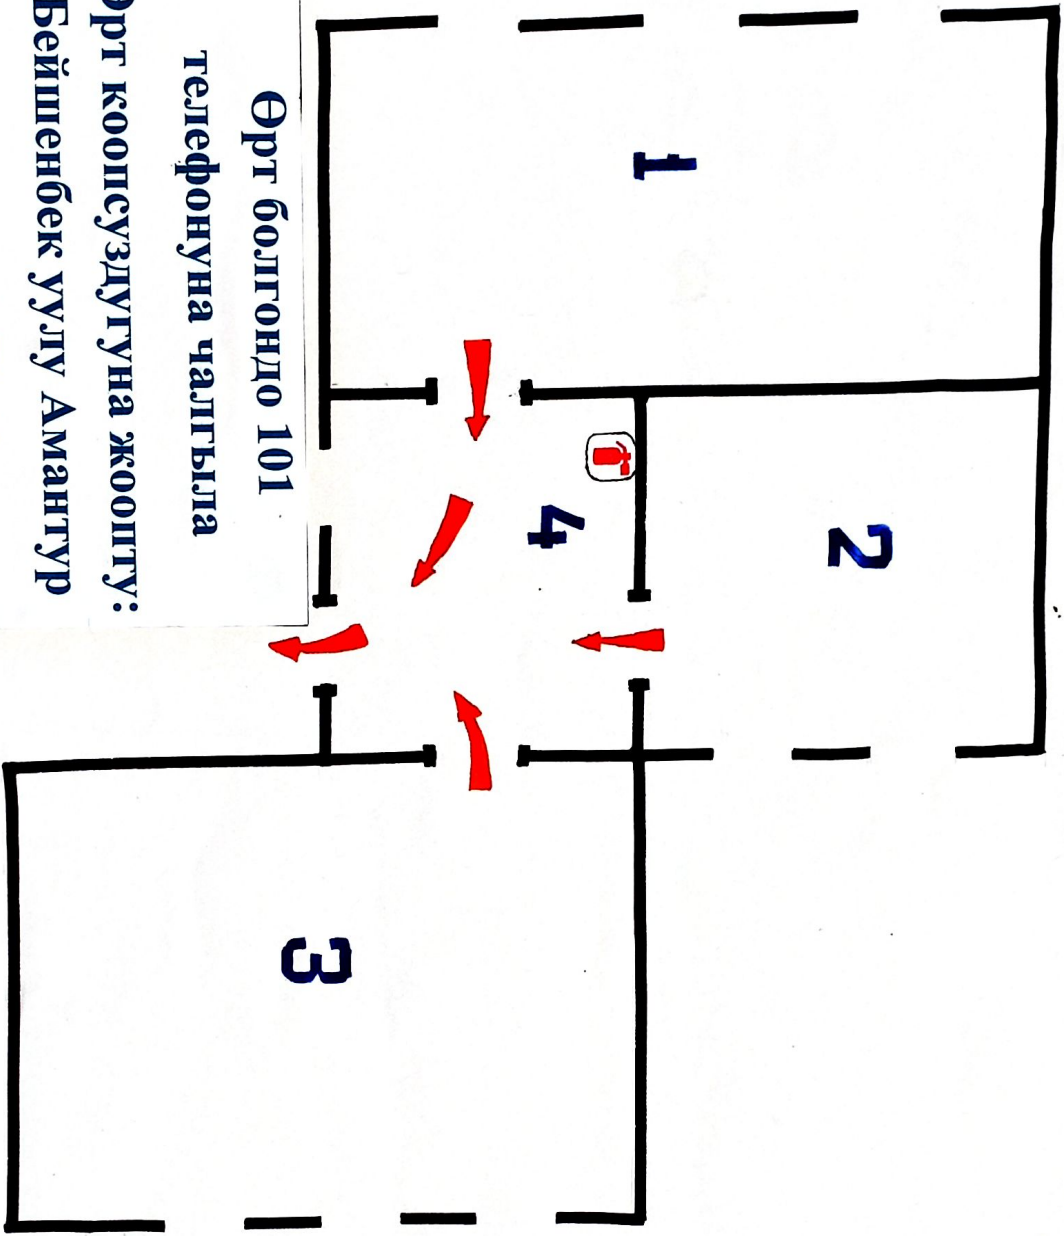 1
2
4
3
Өрт болгондо 101
телефонуна чалгыла
Өрт коопсуздугуна жоопту:
Бейшенбек уулу Амантур